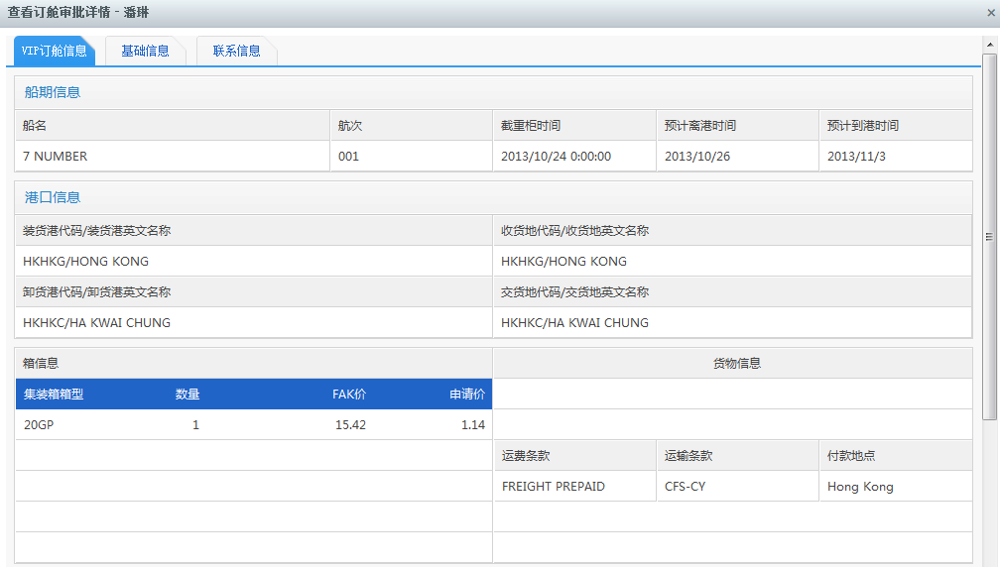 查看订舱审批详情 - 潘琳
VIP订舱信息 基础信息 联系信息
船期信息
船名 航次 截重柜时间 预计离港时间 预计到港时间
7 NUMBER 001 2013/10/24 0:00:00 2013/10/26 2013/11/3
港口信息
装货港代码/装货港英文名称 收货地代码/收货地英文名称
HKHKG/HONG KONG HKHKG/HONG KONG
卸货港代码/卸货港英文名称 交货地代码/交货地英文名称
HKHKC/HA KWAI CHUNG HKHKC/HA KWAI CHUNG
箱信息 货物信息
集装箱箱型 数量 FAK价 申请价
20GP 1 15.42 1.14
运费条款 运输条款 付款地点
FREIGHT PREPAID CFS-CY Hong Kong